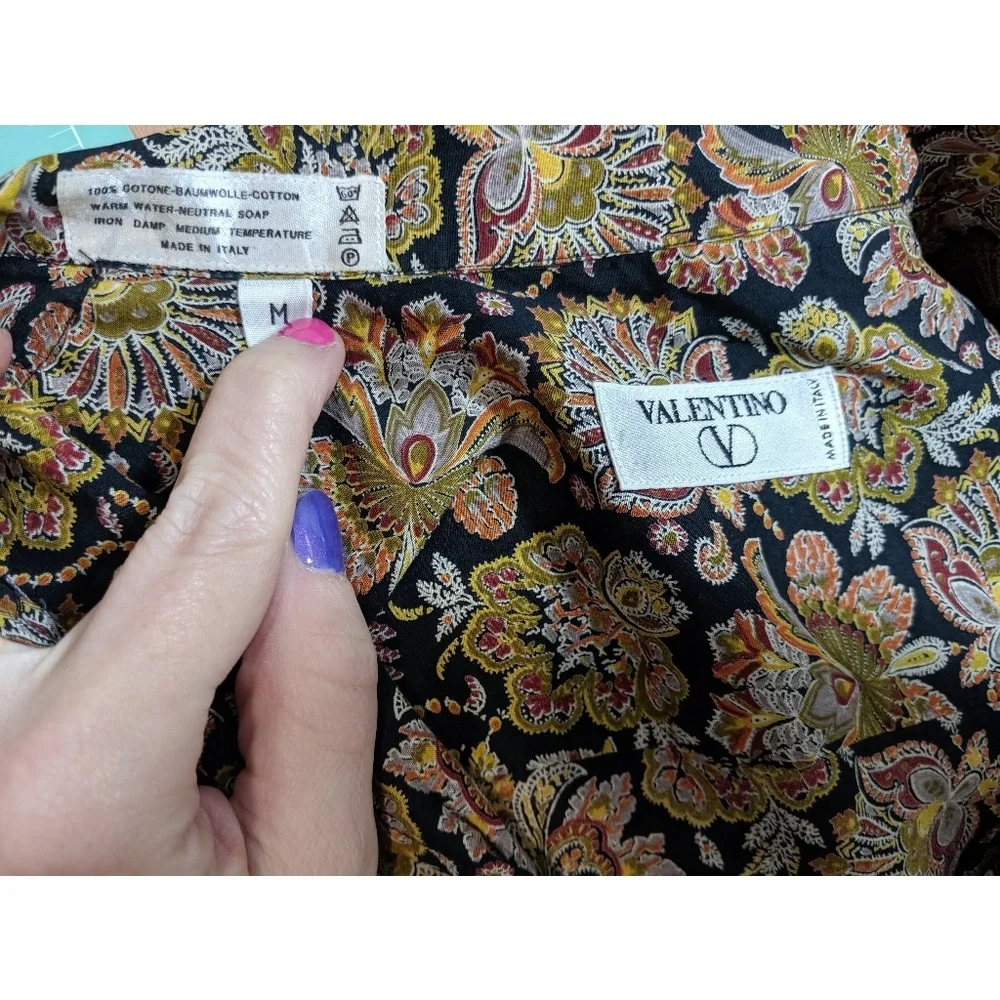 100% COTONE-BAUMWOLLE-COTTON
WARM WATER-NEUTRAL SOAP
IRON DAMP MEDIUM TEMPERATURE
MADE IN ITALY
P
M
VALENTINO
V
MADE IN ITALY